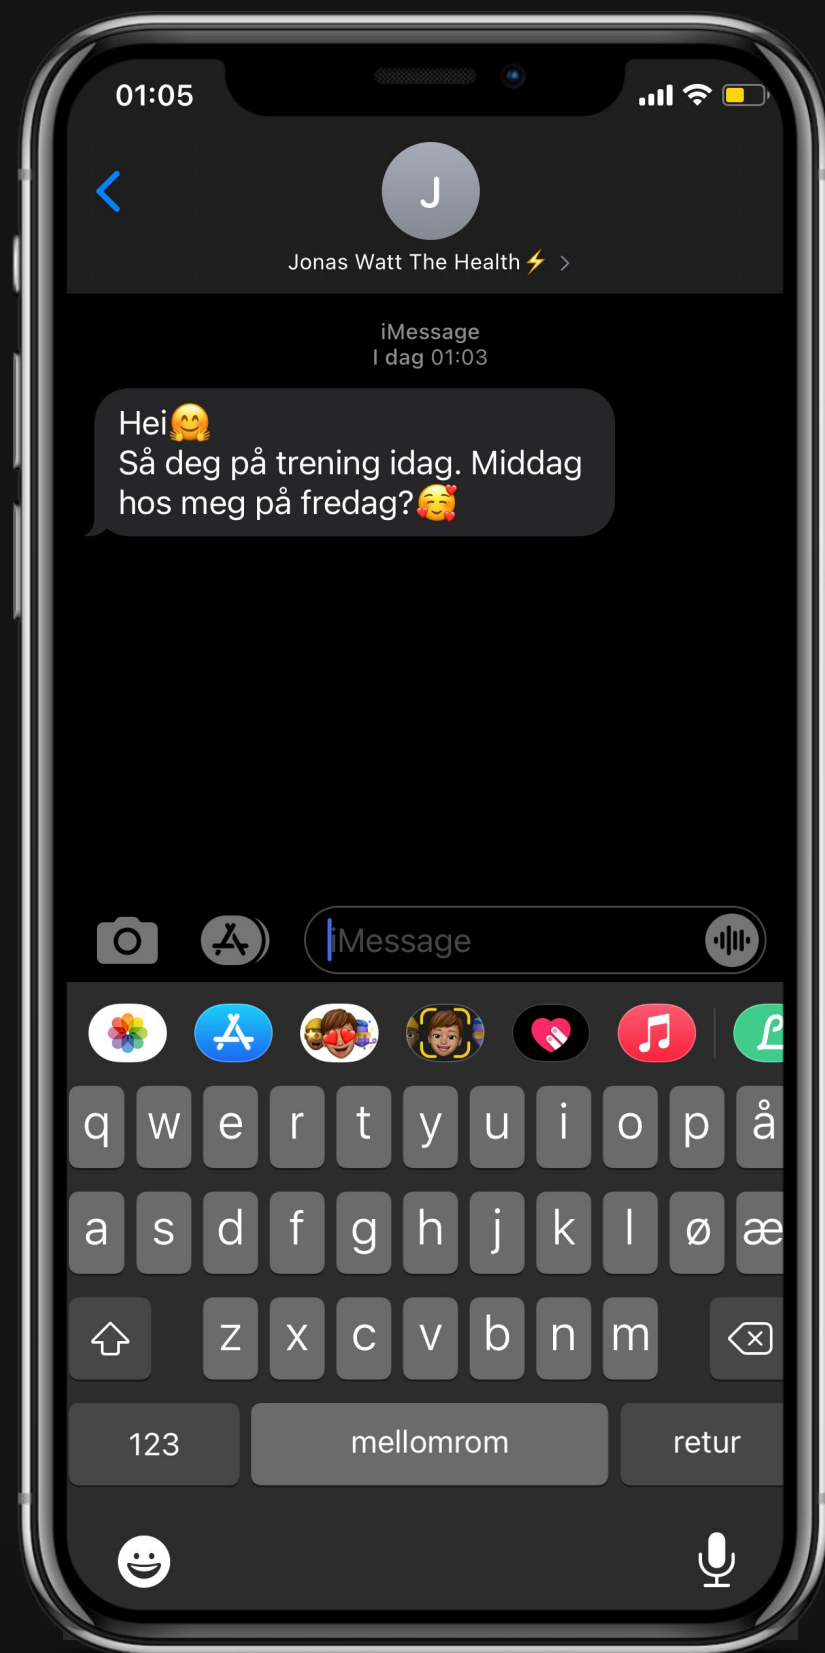 01:05
J
Jonas Watt The Health⚡ >
iMessage
I dag 01:03
Hei🤗
Så deg på trening idag. Middag
hos meg på fredag?🥰
iMessage
q w e r t y u i o p å
a s d f g h j k l ø æ
z x c v b n m
123 mellomrom retur